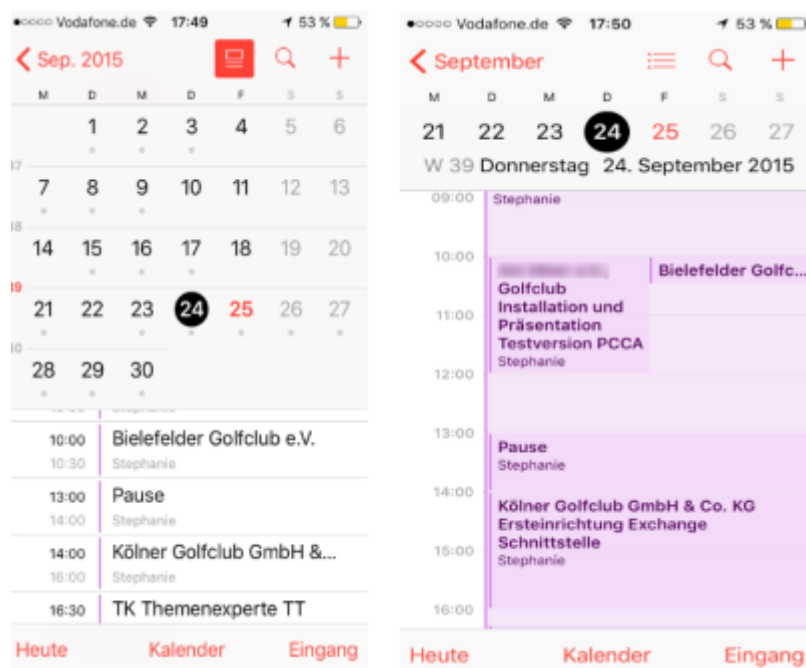 Vodafone.de 17:49 53 %
Sep. 2015
M D M D F S S
1 2 3 4 5 6
7 8 9 10 11 12 13
14 15 16 17 18 19 20
21 22 23 24 25 26 27
28 29 30
10:00 Bielefelder Golfclub e.V.
10:30 Stephanie
13:00 Pause
14:00 Stephanie
14:00 Kölner Golfclub GmbH &...
16:00 Stephanie
16:30 TK Themenexperte TT
Heute Kalender Eingang
Vodafone.de 17:50 53 %
September
M D M D F S S
21 22 23 24 25 26 27
W 39 Donnerstag 24. September 2015
09:00 Stephanie
10:00
Bielefelder Golfc...
Golfclub
Installation und
11:00 Präsentation
Testversion PCCA
Stephanie
12:00
13:00
Pause
Stephanie
14:00
Kölner Golfclub GmbH & Co. KG
Ersteinrichtung Exchange
Schnittstelle
15:00
Stephanie
16:00
Heute Kalender Eingang